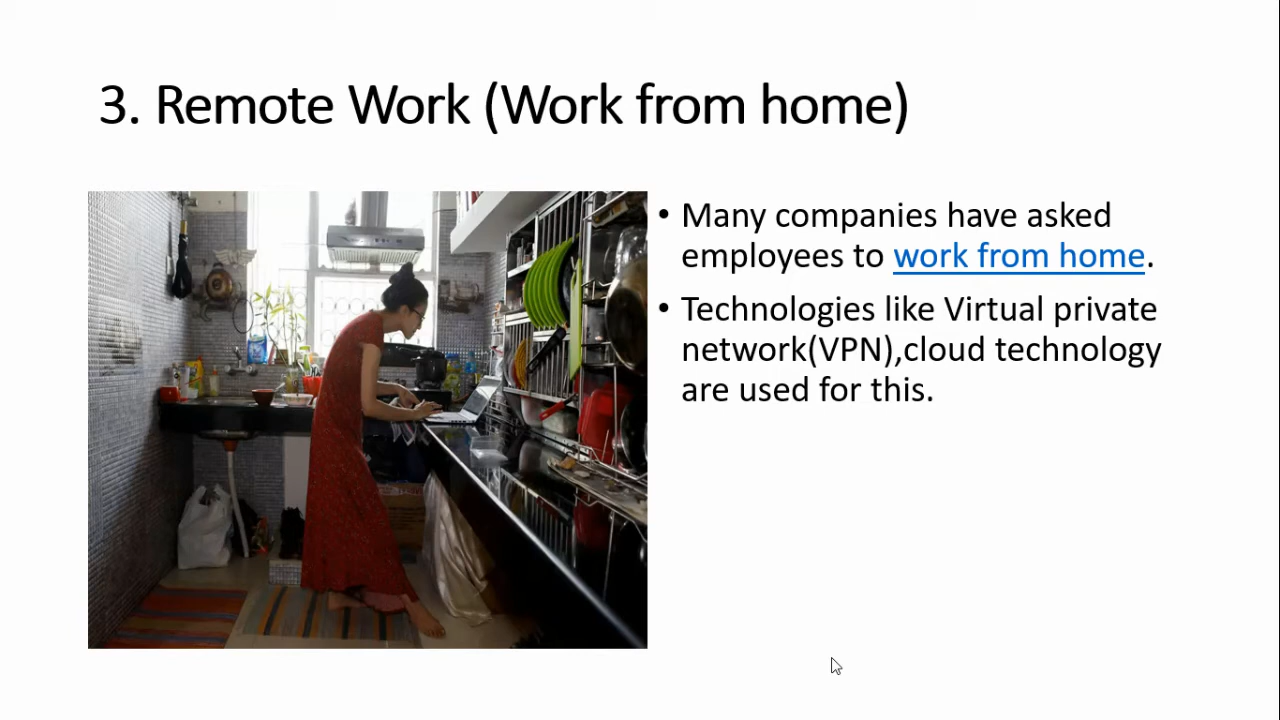 3. Remote Work (Work from home)
• Many companies have asked
employees to work from home.
• Technologies like Virtual private
network(VPN),cloud technology
are used for this.